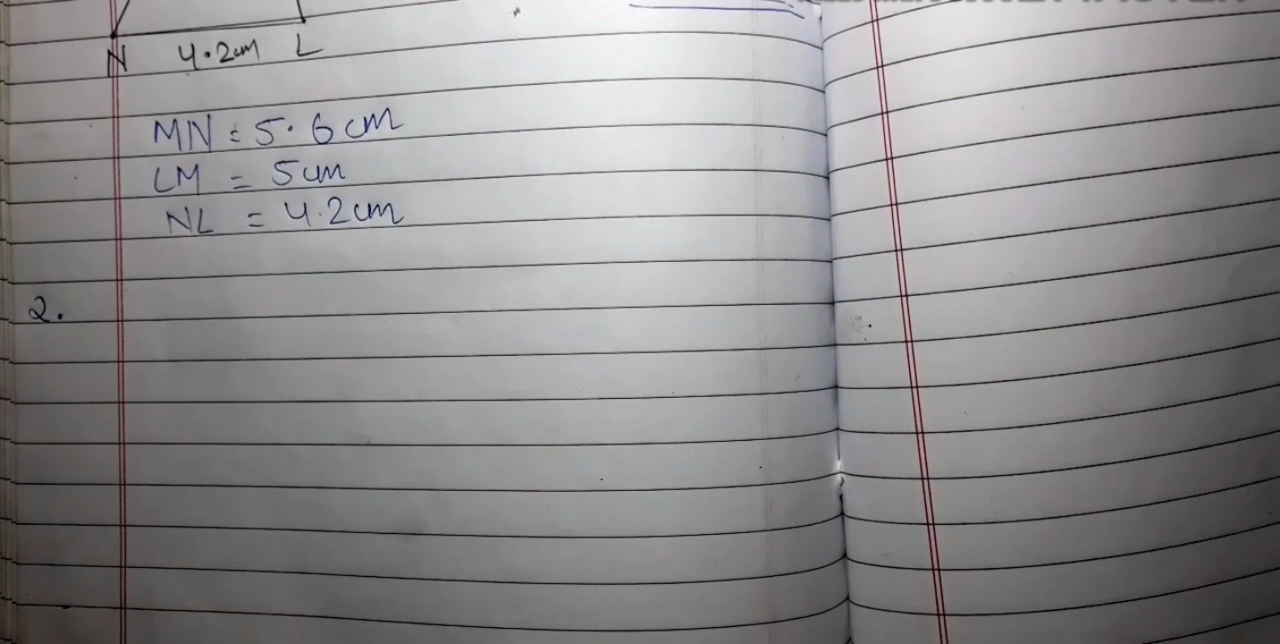 N 4.2cm L
MN = 5.6cm
LM = 5cm
NL = 4.2cm
2.